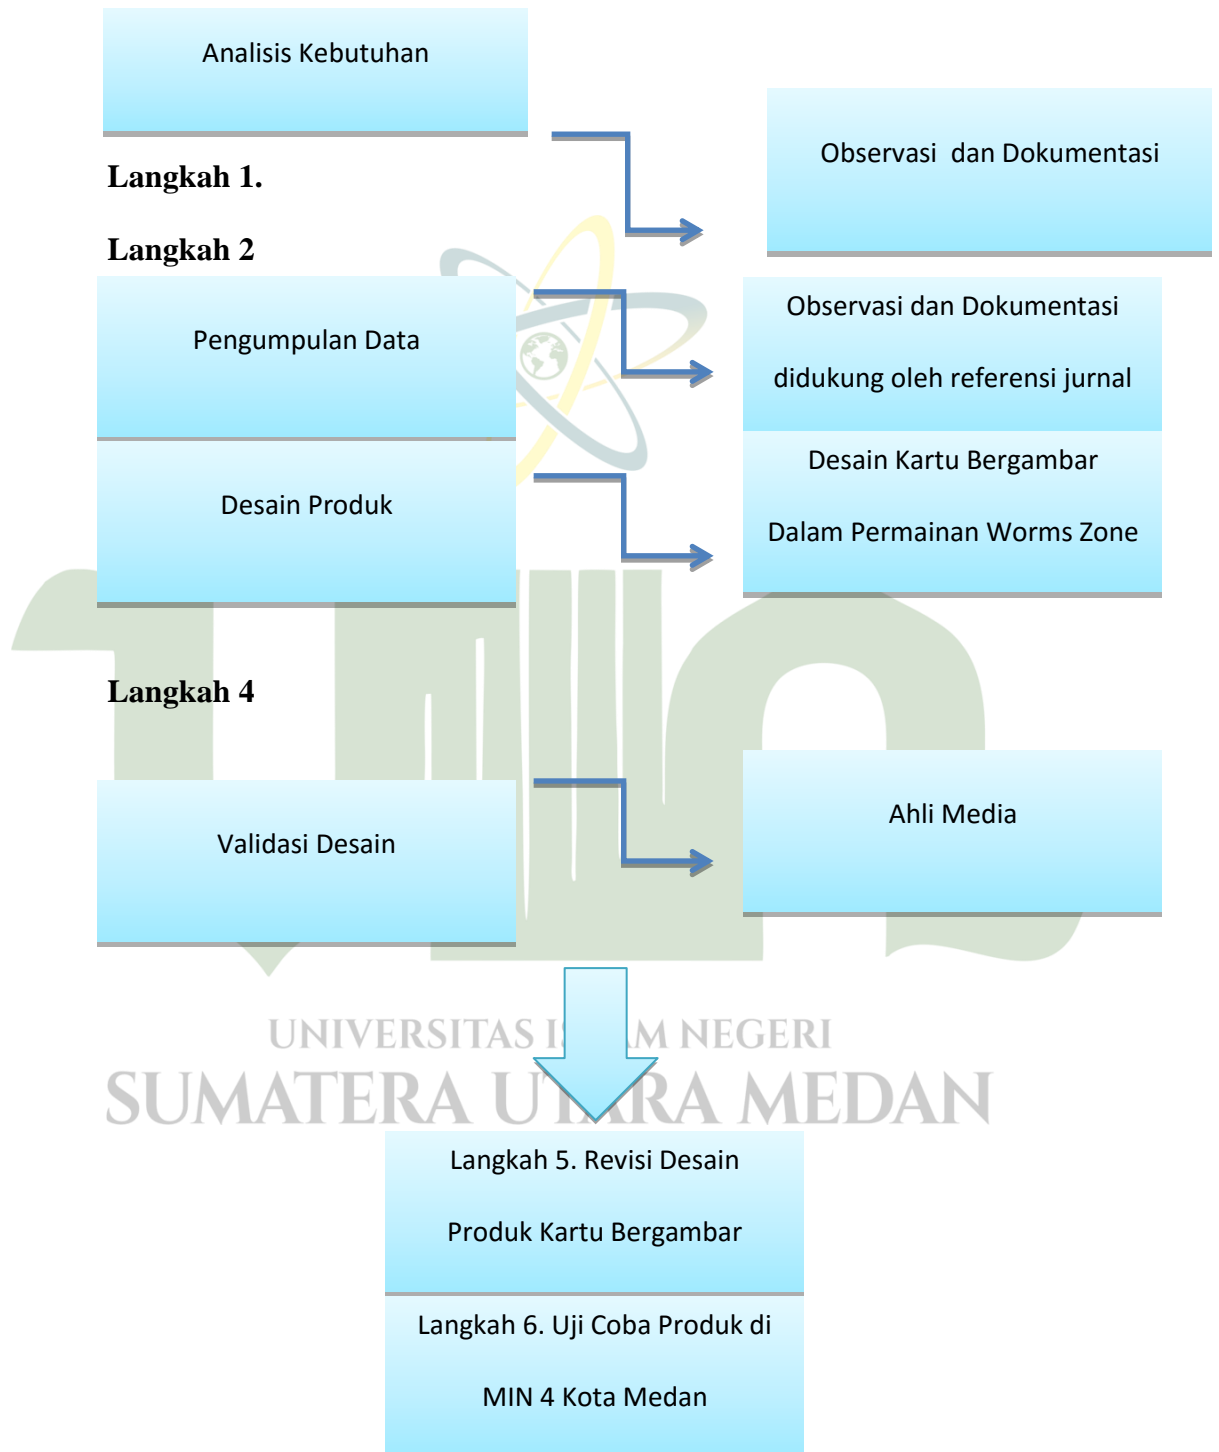 Analisis Kebutuhan
Observasi dan Dokumentasi
Langkah 1.
Langkah 2
Pengumpulan Data
Observasi dan Dokumentasi
didukung oleh referensi jurnal
Desain Produk
Desain Kartu Bergambar
Dalam Permainan Worms Zone
Langkah 4
Validasi Desain
Ahli Media
UNIVERSITAS IS AM NEGERI
SUMATERA UTARA MEDAN
Langkah 5. Revisi Desain
Produk Kartu Bergambar
Langkah 6. Uji Coba Produk di
MIN 4 Kota Medan